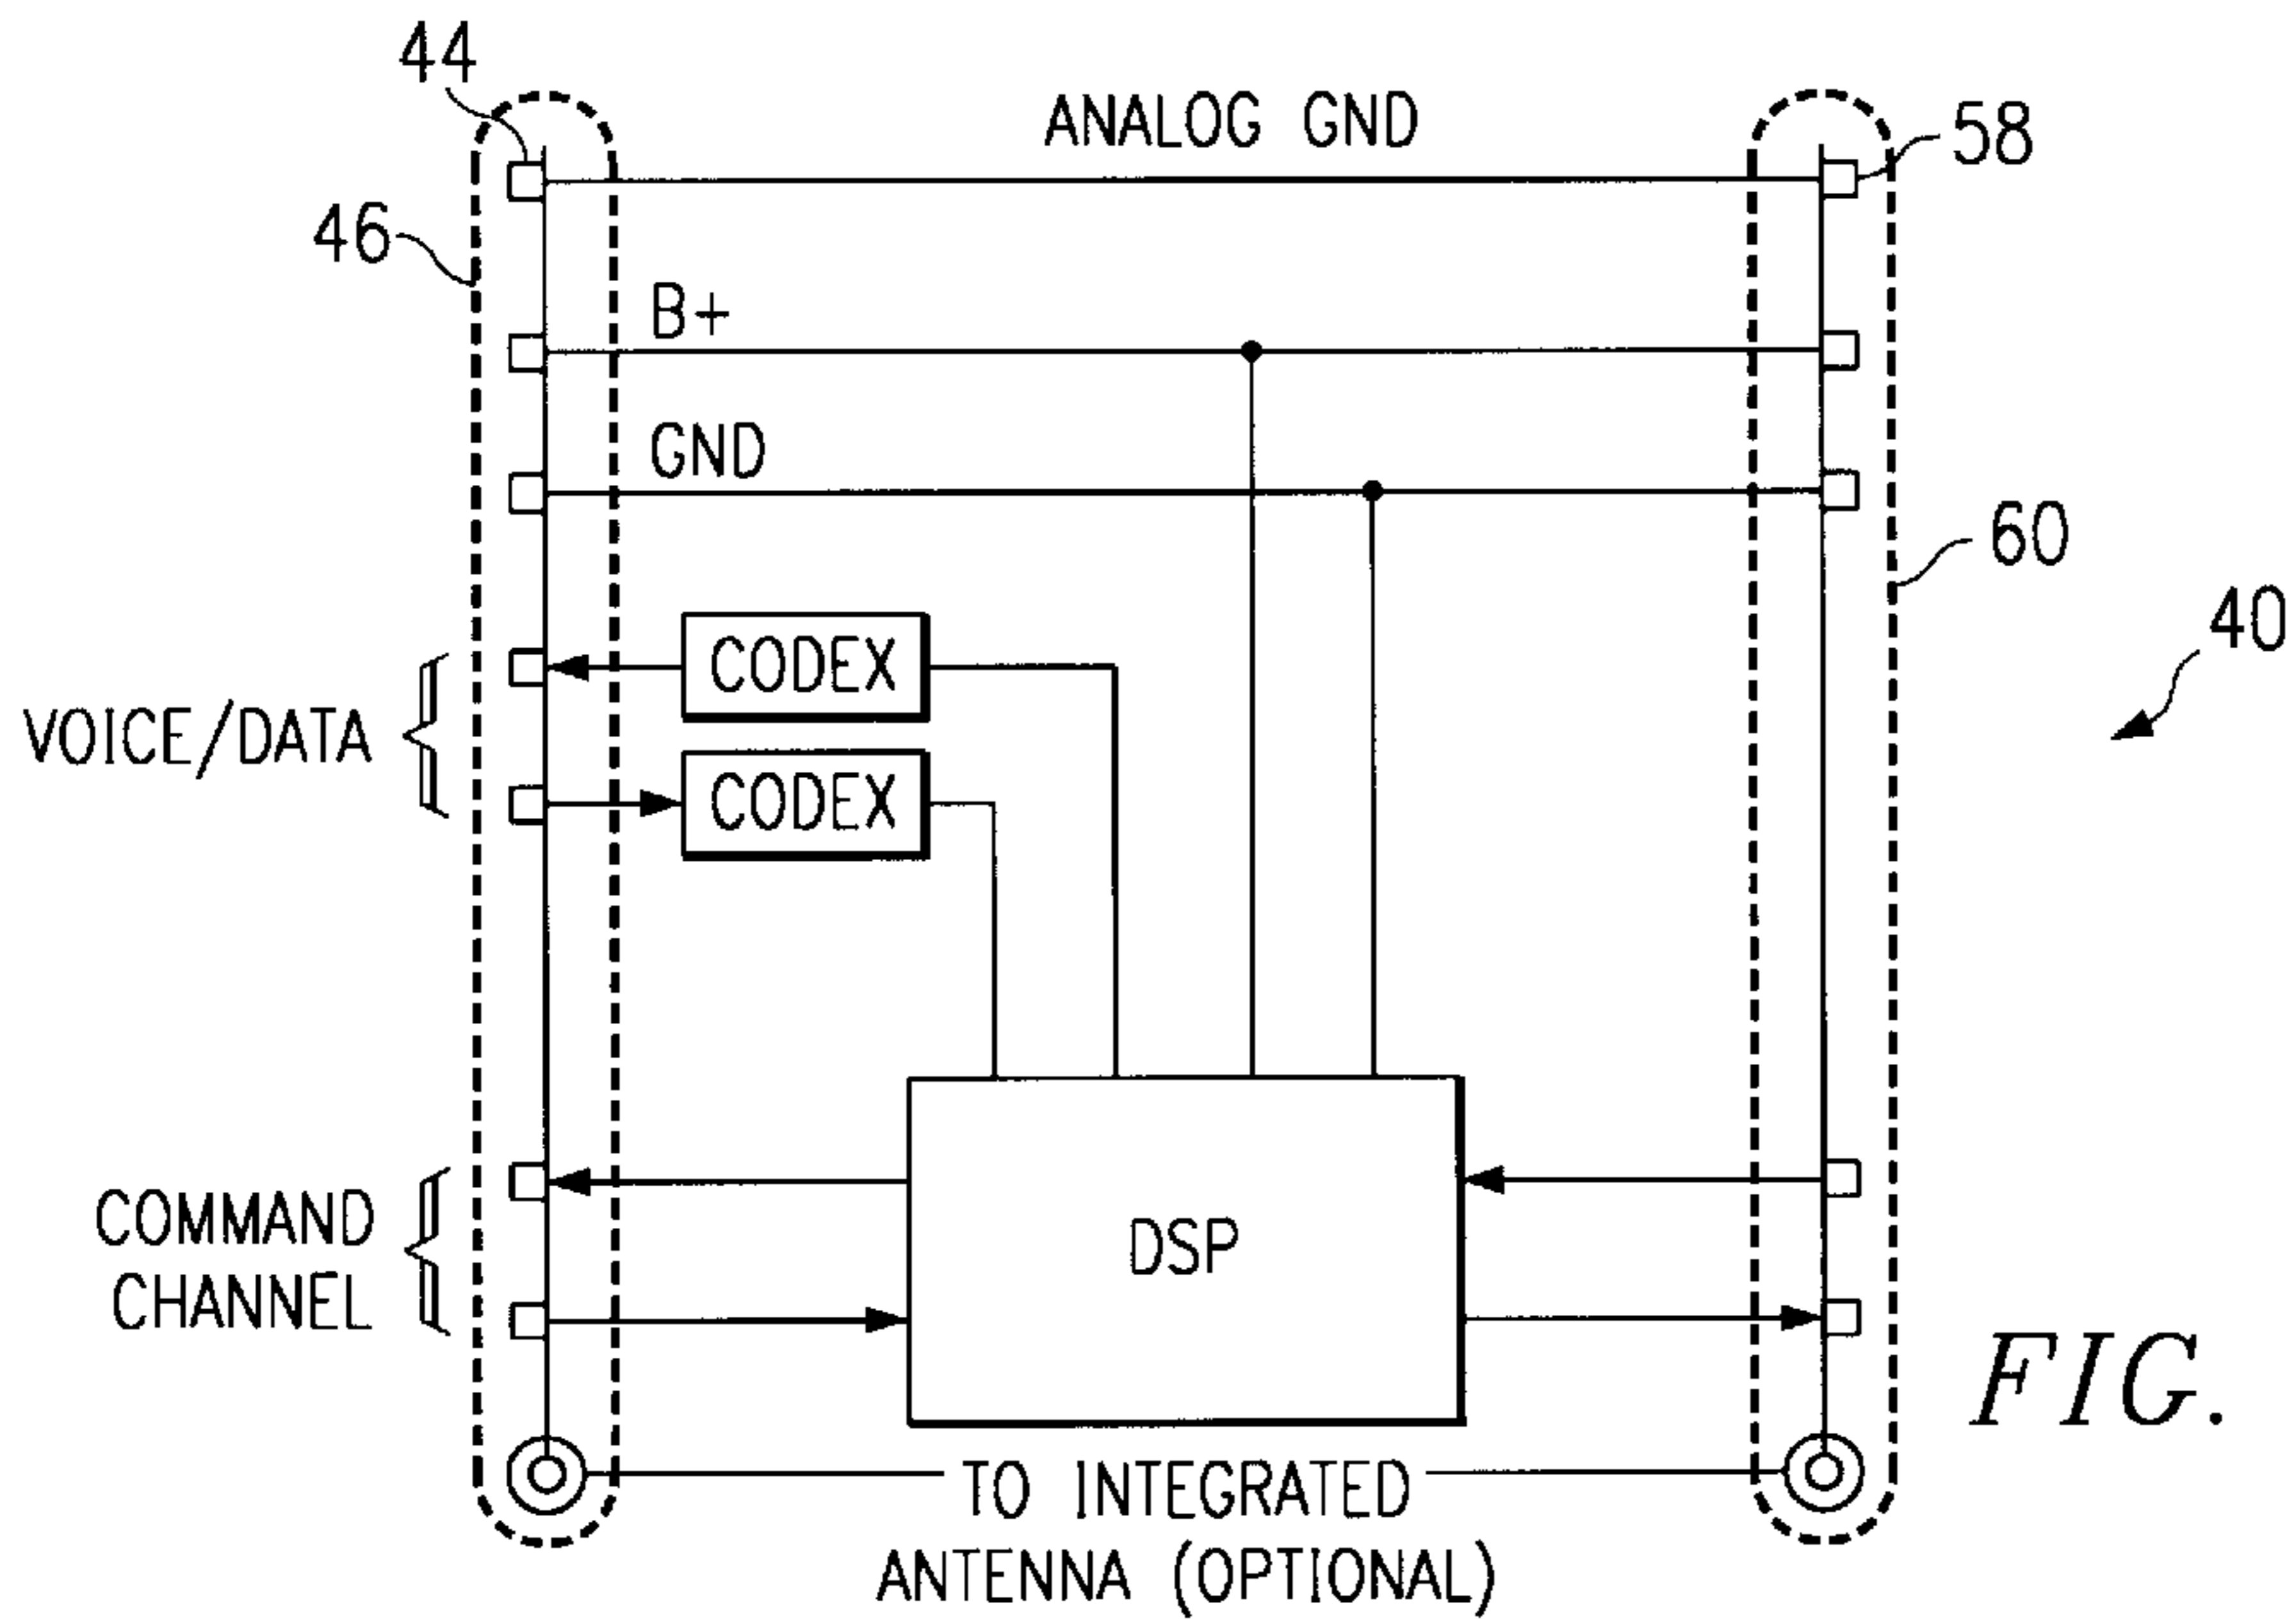 44
ANALOG GND
58
46
B+
GND
60
40
CODEX
VOICE/DATA
CODEX
COMMAND
CHANNEL
DSP
FIG.
TO INTEGRATED
ANTENNA (OPTIONAL)